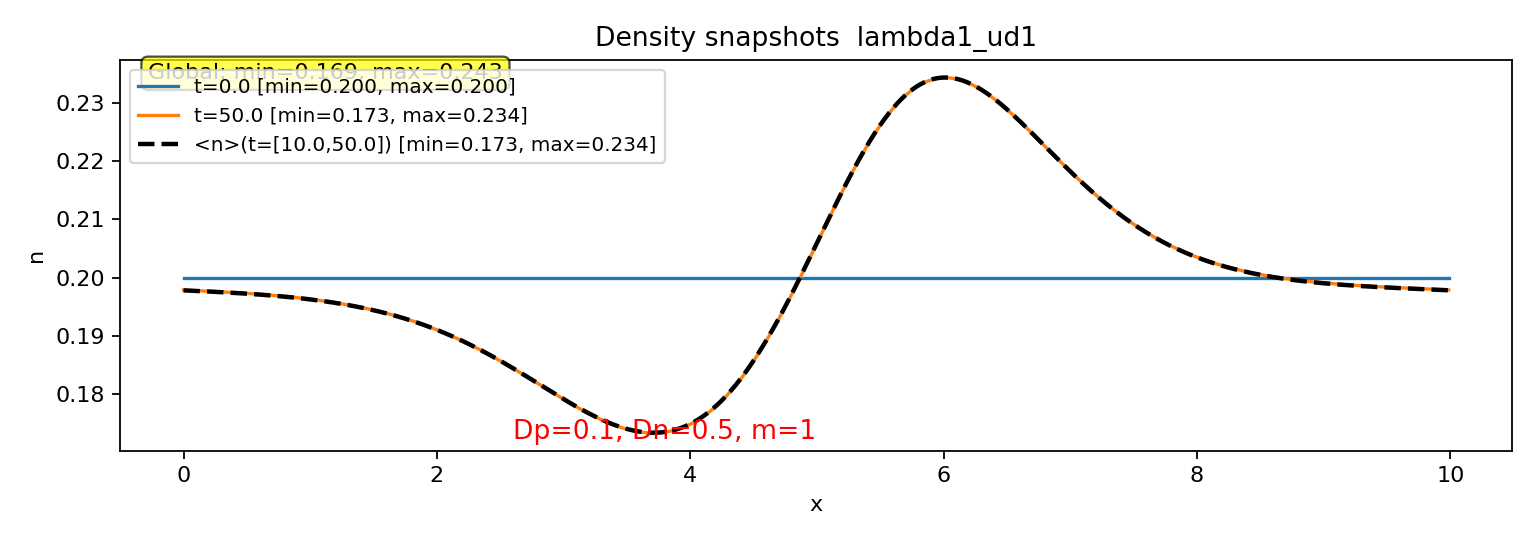 Density snapshots lambda1_ud1
Global: min=0.169, max=0.243
t=0.0 [min=0.200, max=0.200]
t=50.0 [min=0.173, max=0.234]
<n>(t=[10.0,50.0]) [min=0.173, max=0.234]
n
0.23
0.22
0.21
0.20
0.19
0.18
Dp=0.1, Dn=0.5, m=1
0 2 4 6 8 10
x